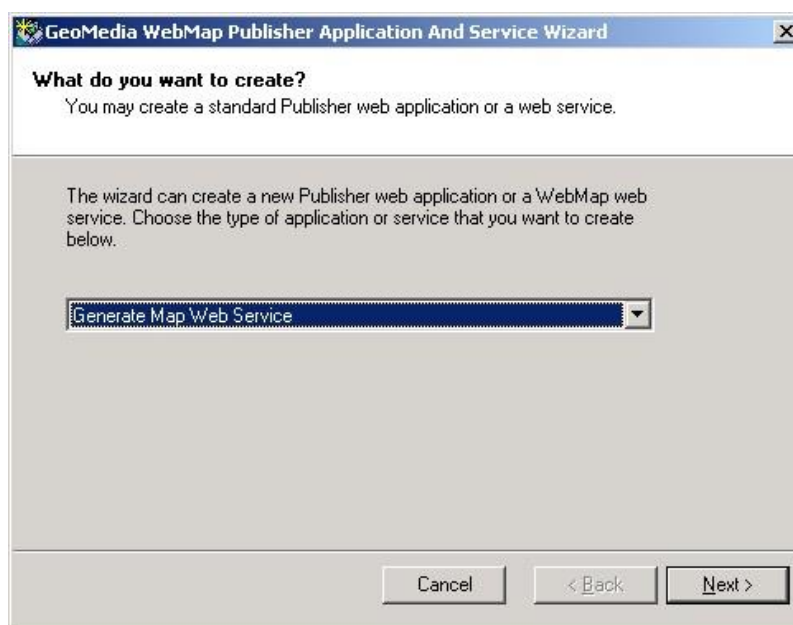 GeoMedia WebMap Publisher Application And Service Wizard
What do you want to create?
You may create a standard Publisher web application or a web service.
The wizard can create a new Publisher web application or a WebMap web
service. Choose the type of application or service that you want to create
below.
Generate Map Web Service
Cancel
< Back
Next >